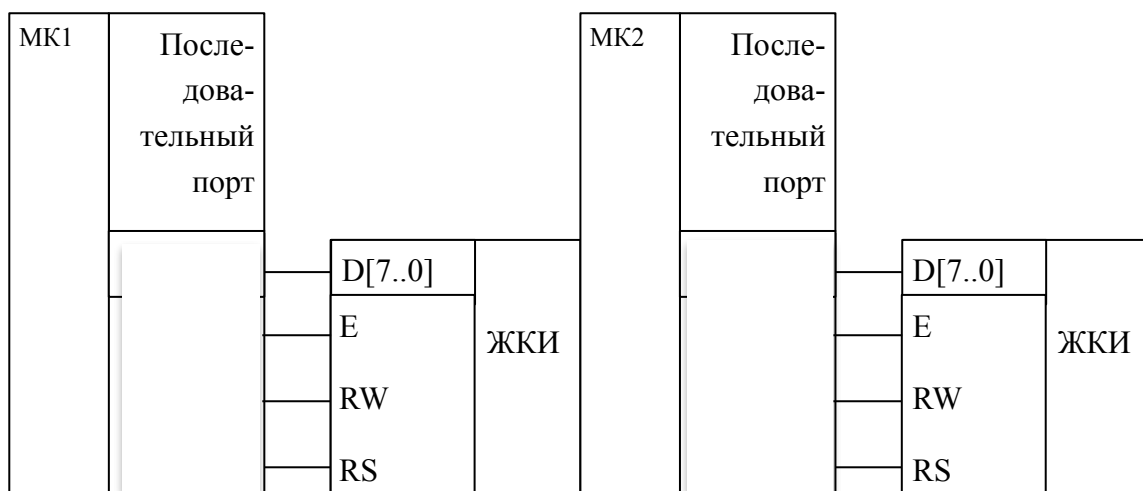 МК1
После-
дова-
тельный
порт
D[7..0]
E
RW
RS
ЖКИ
МК2
После-
дова-
тельный
порт
D[7..0]
E
RW
RS
ЖКИ